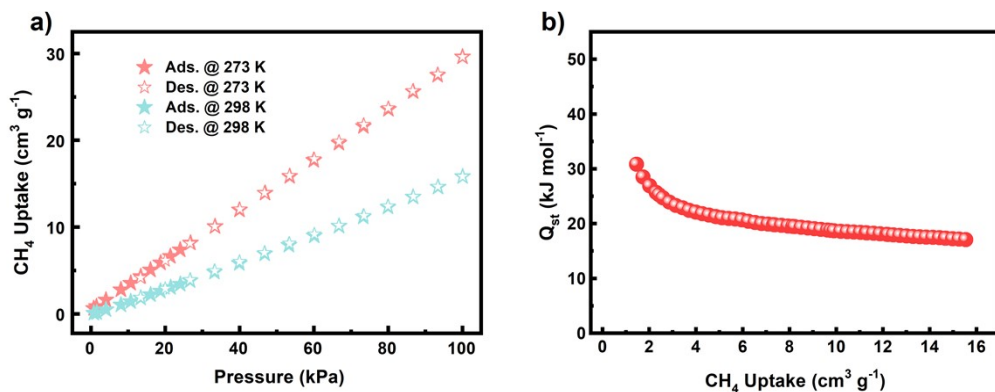 a)
CH₄ Uptake (cm³ g⁻¹)
30
20
10
0
Ads. @ 273 K
Des. @ 273 K
Ads. @ 298 K
Des. @ 298 K
0 20 40 60 80 100
Pressure (kPa)
b)
Qst (kJ mol⁻¹)
50
40
30
20
10
0
0 2 4 6 8 10 12 14 16
CH₄ Uptake (cm³ g⁻¹)